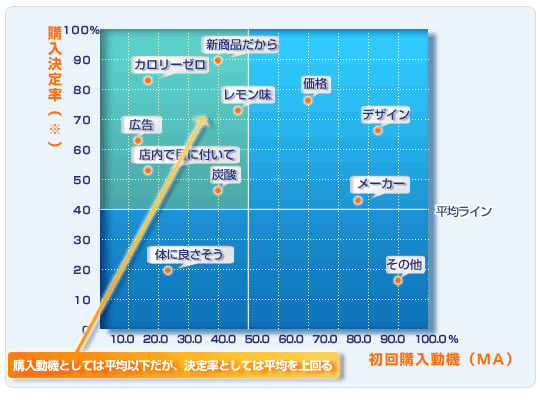 購入決定率(※)
100%
90
80
70
60
50
40
30
20
10
0
新商品だから
カロリーゼロ
レモン味
価格
デザイン
広告
店内で目に付いて
炭酸
メーカー
平均ライン
体に良さそう
その他
10.0 20.0 30.0 40.0 50.0 60.0 70.0 80.0 90.0 100.0%
初回購入動機(MA)
購入動機としては平均以下だが、決定率としては平均を上回る